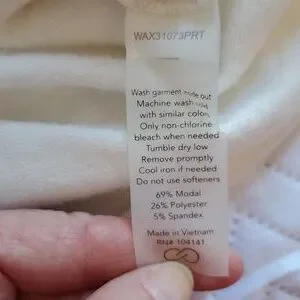 WAX31073PRT
Wash garment inside out
Machine wash cold
with similar colors
Only non-chlorine
bleach when needed
Tumble dry low
Remove promptly
Cool iron if needed
Do not use softeners
69% Modal
26% Polyester
5% Spandex
Made in Vietnam
RN# 104141